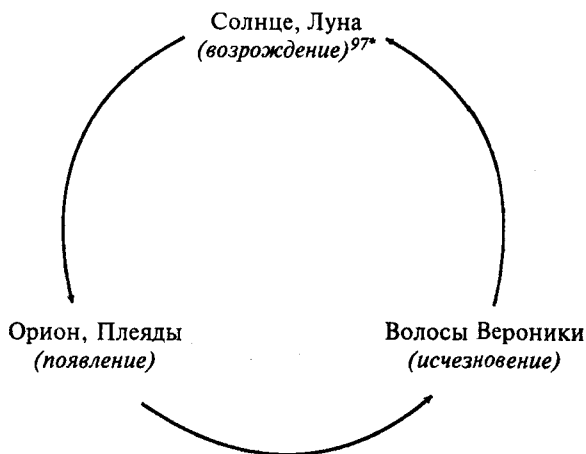 Солнце, Луна
(возрождение)97*
Орион, Плеяды
(появление)
Волосы Вероники
(исчезновение)